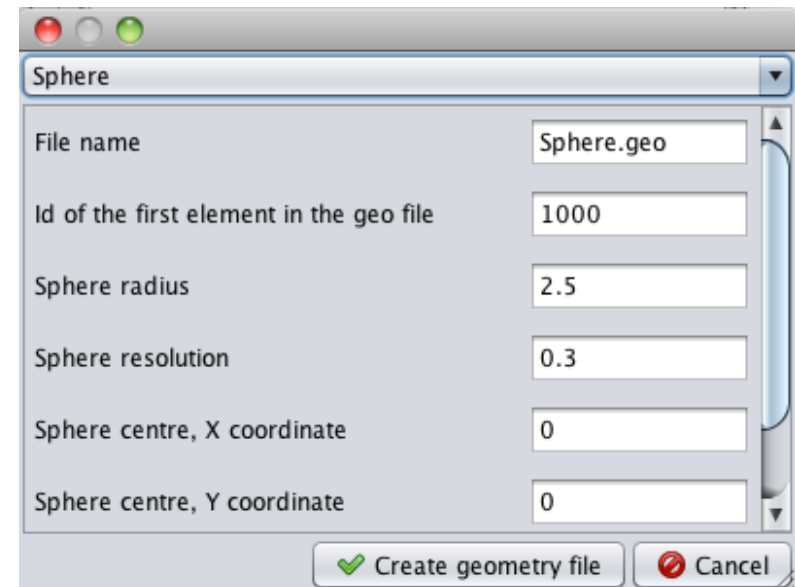 Sphere
File name Sphere.geo
Id of the first element in the geo file 1000
Sphere radius 2.5
Sphere resolution 0.3
Sphere centre, X coordinate 0
Sphere centre, Y coordinate 0
Create geometry file Cancel